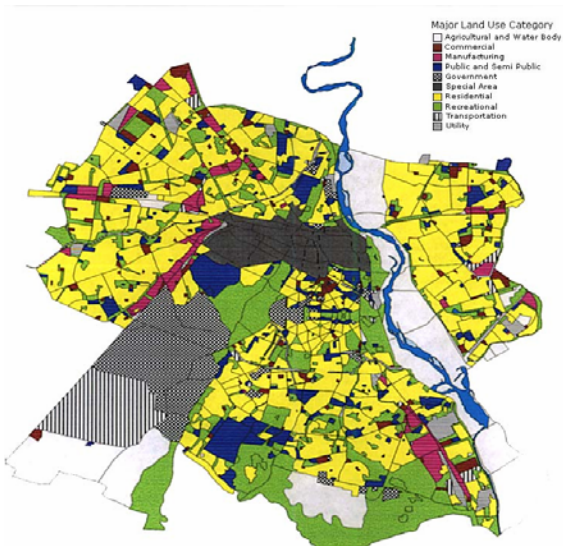 Major Land Use Category
Agricultural and Water Body
Commercial
Manufacturing
Public and Semi Public
Government
Special Area
Residential
Recreational
Transportation
Utility